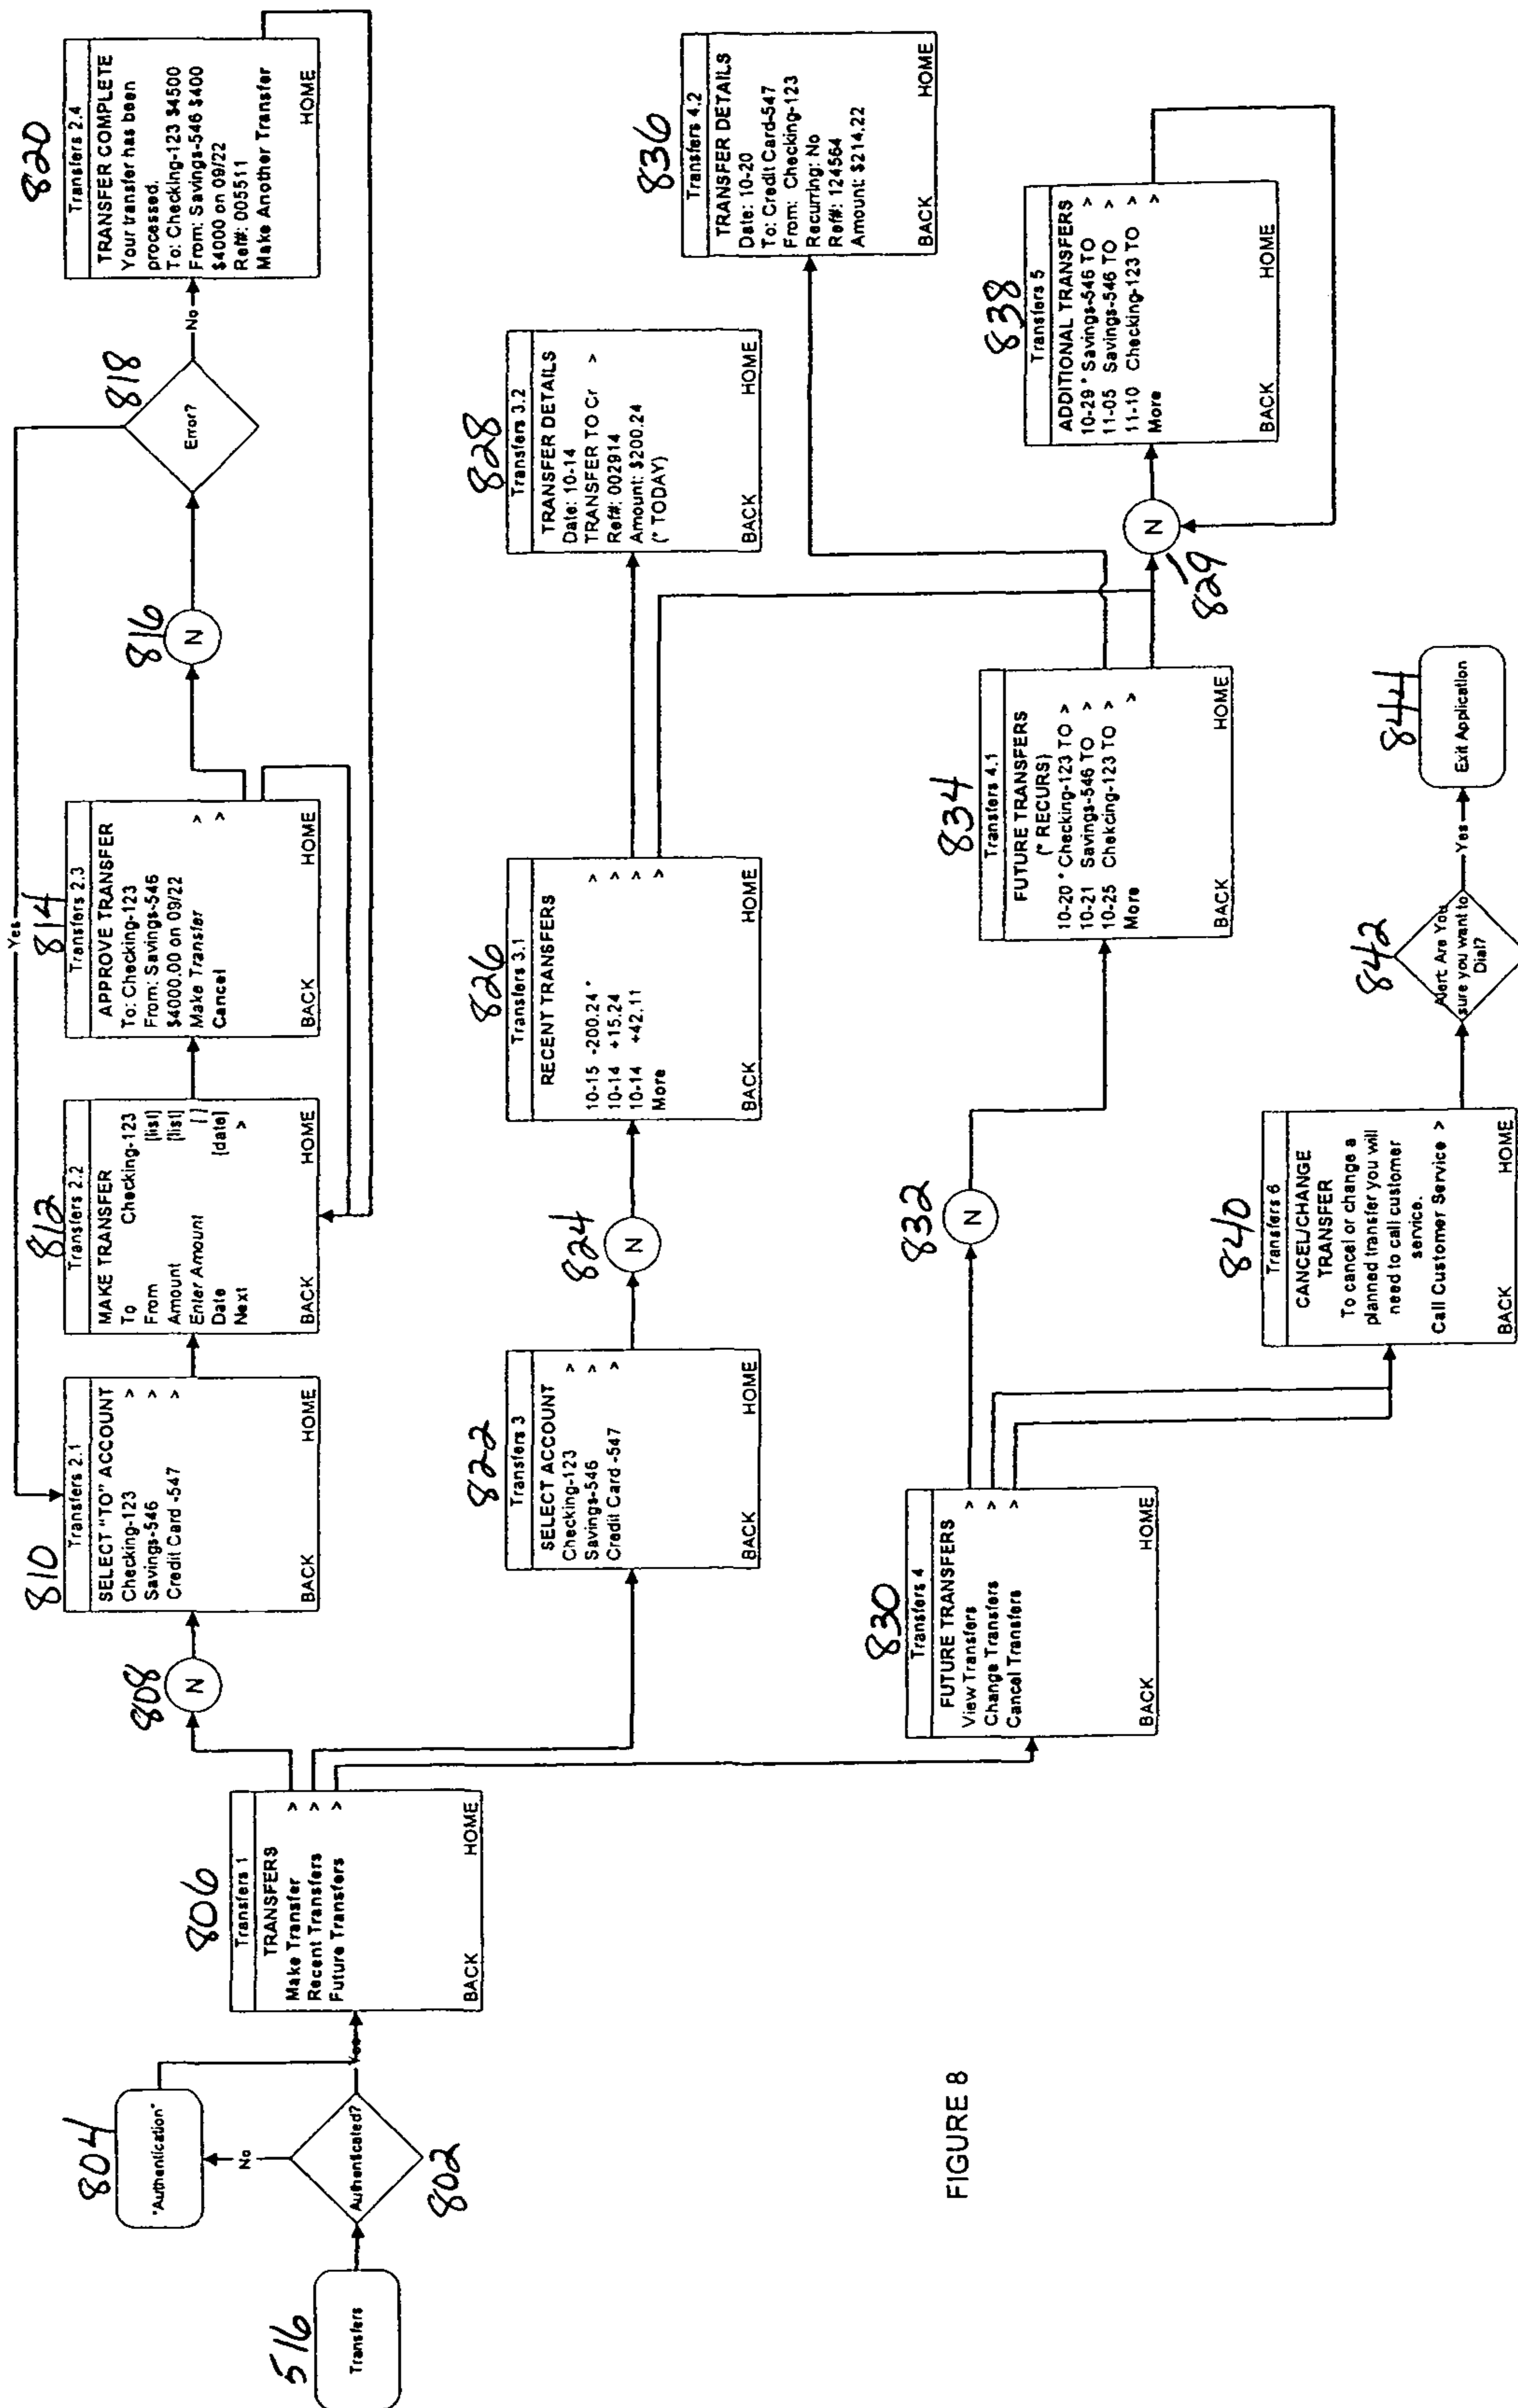 516
Transfers
802
Authenticated?
No
Yes
804
"Authentication"
806
Transfers 1
TRANSFERS
Make Transfer >
Recent Transfers >
Future Transfers >
BACK HOME
808
N
810
Transfers 2.1
SELECT "TO" ACCOUNT
Checking-123 >
Savings-546 >
Credit Card -547 >
BACK HOME
812
Transfers 2.2
MAKE TRANSFER
To Checking-123
From [list]
Amount [list]
Enter Amount [ ]
Date [date]
Next >
BACK HOME
814
Transfers 2.3
APPROVE TRANSFER
To: Checking-123
From: Savings-546
$4000.00 on 09/22
Make Transfer >
Cancel >
BACK HOME
816
N
818
Error?
Yes
No
820
Transfers 2.4
TRANSFER COMPLETE
Your transfer has been
processed.
To: Checking-123 $4500
From: Savings-546 $400
$4000 on 09/22
Ref#: 005511
Make Another Transfer
HOME
822
Transfers 3
SELECT ACCOUNT
Checking-123 >
Savings-546 >
Credit Card -547 >
BACK HOME
824
N
826
Transfers 3.1
RECENT TRANSFERS
10-15 -200.24 * >
10-14 +15.24 >
10-14 +42.11 >
More >
BACK HOME
828
Transfers 3.2
TRANSFER DETAILS
Date: 10-14
TRANSFER TO Cr >
Ref#: 002914
Amount: $200.24
(* TODAY)
BACK HOME
830
Transfers 4
FUTURE TRANSFERS
View Transfers >
Change Transfers >
Cancel Transfers >
BACK HOME
832
N
834
Transfers 4.1
FUTURE TRANSFERS
(* RECURS)
10-20 * Checking-123 TO >
10-21 Savings-546 TO >
10-25 Chekcing-123 TO >
More >
BACK HOME
836
Transfers 4.2
TRANSFER DETAILS
Date: 10-20
To: Credit Card-547
From: Checking-123
Recurring: No
Ref#: 124564
Amount: $214.22
BACK HOME
829
N
838
Transfers 5
ADDITIONAL TRANSFERS
10-29 * Savings-546 TO >
11-05 Savings-546 TO >
11-10 Checking-123 TO >
More >
BACK HOME
840
Transfers 6
CANCEL/CHANGE
TRANSFER
To cancel or change a
planned transfer you will
need to call customer
service.
Call Customer Service >
BACK HOME
842
Alert: Are You
sure you want to
Dial?
Yes
844
Exit Application
FIGURE 8